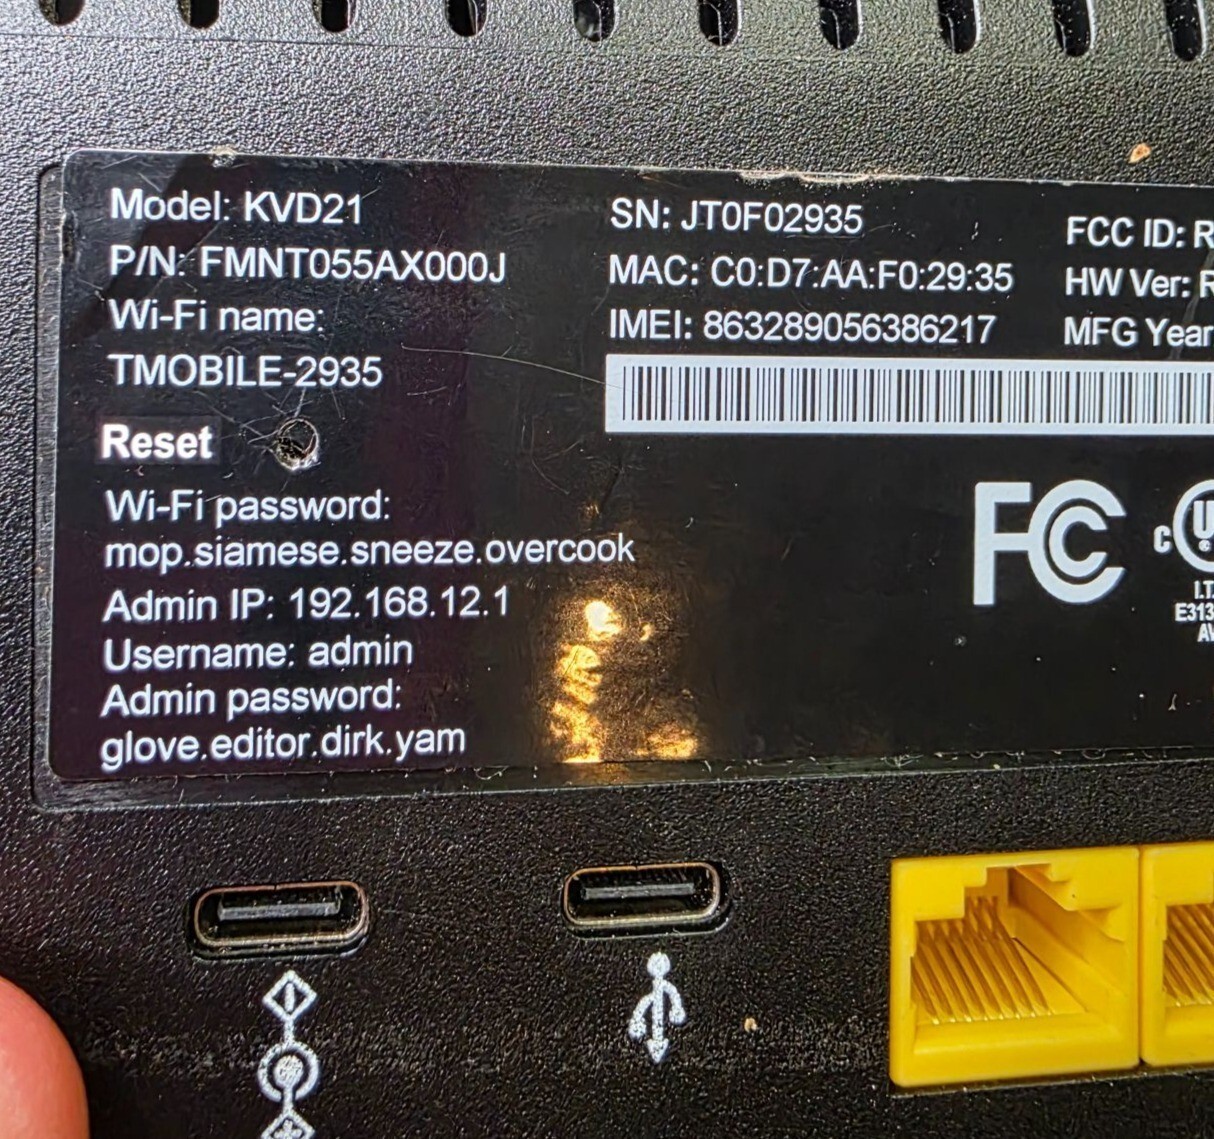 Model: KVD21
P/N: FMNT055AX000J
Wi-Fi name:
TMOBILE-2935
Reset
Wi-Fi password:
mop.siamese.sneeze.overcook
Admin IP: 192.168.12.1
Username: admin
Admin password:
glove.editor.dirk.yam
SN: JT0F02935
MAC: C0:D7:AA:F0:29:35
IMEI: 863289056386217
FCC ID: R
HW Ver: R
MFG Year
FC
C U
I.T.
E313
AV